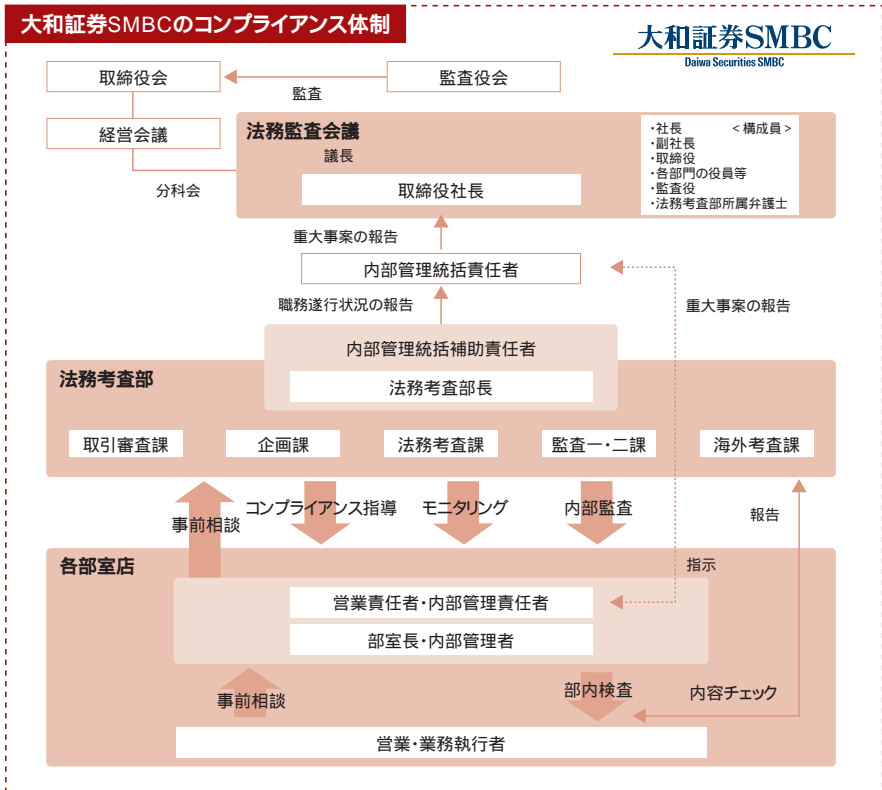 大和証券SMBCのコンプライアンス体制
大和証券SMBC
Daiwa Securities SMBC
取締役会
監査
監査役会
経営会議
分科会
法務監査会議
議長
取締役社長
・社長 <構成員>
・副社長
・取締役
・各部門の役員等
・監査役
・法務考査部所属弁護士
重大事案の報告
内部管理統括責任者
職務遂行状況の報告
重大事案の報告
内部管理統括補助責任者
法務考査部長
法務考査部
取引審査課
企画課
法務考査課
監査一・二課
海外考査課
事前相談
コンプライアンス指導
モニタリング
内部監査
報告
各部室店
指示
営業責任者・内部管理責任者
部室長・内部管理者
事前相談
部内検査
内容チェック
営業・業務執行者